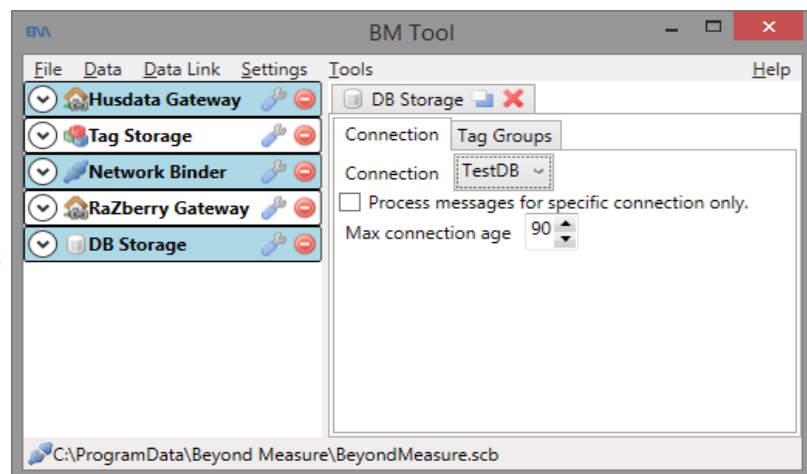 BM BM Tool
File Data Data Link Settings Tools Help
Husdata Gateway
Tag Storage
Network Binder
RaZberry Gateway
DB Storage
DB Storage
Connection Tag Groups
Connection TestDB
Process messages for specific connection only.
Max connection age 90
C:\ProgramData\Beyond Measure\BeyondMeasure.scb